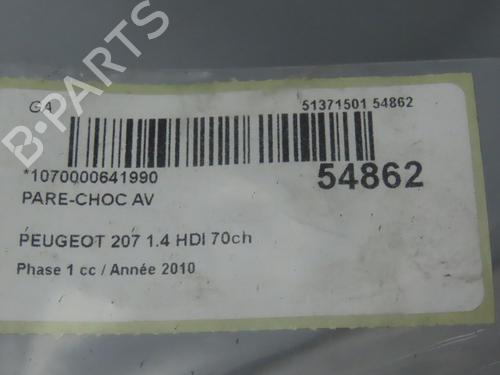 GA
51371501 54862
*1070000641990
54862
PARE-CHOC AV
PEUGEOT 207 1.4 HDI 70ch
Phase 1 cc / Année 2010
B-PARTS